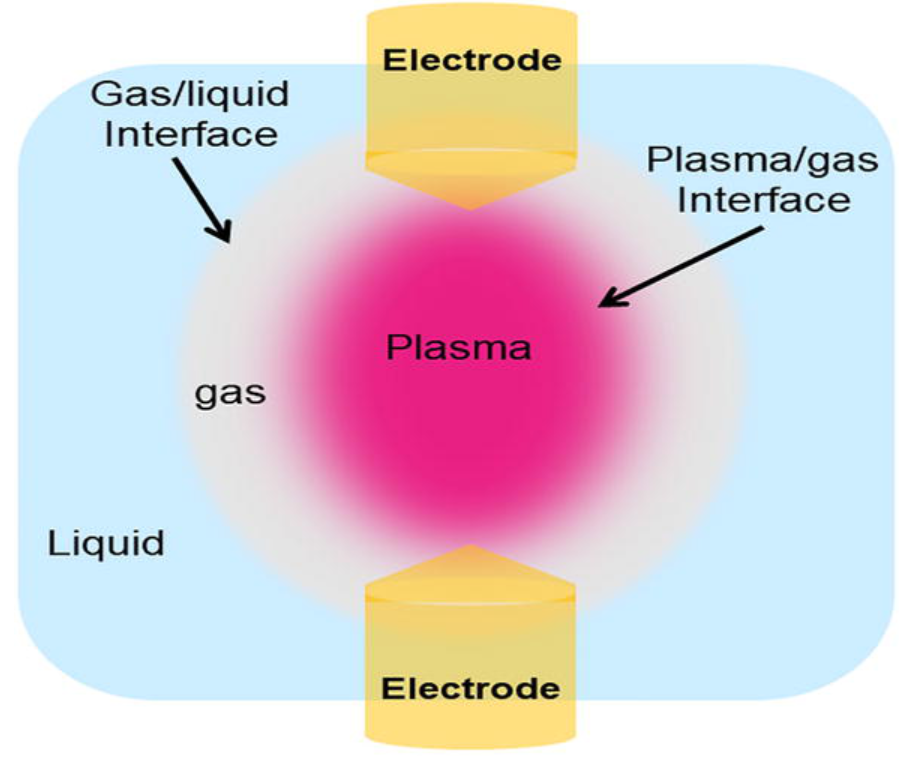 Electrode
Gas/liquid
Interface
Plasma/gas
Interface
Plasma
gas
Liquid
Electrode